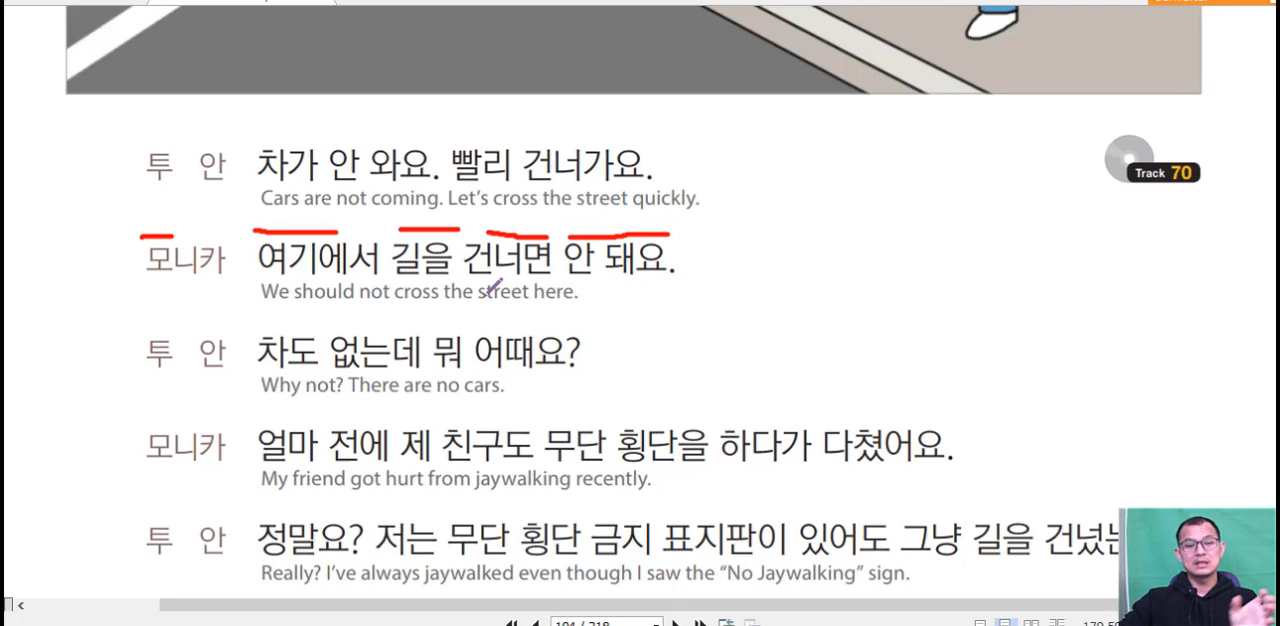 투 안 차가 안 와요. 빨리 건너가요.
Cars are not coming. Let's cross the street quickly.
Track 70
모니카 여기에서 길을 건너면 안 돼요.
We should not cross the street here.
투 안 차도 없는데 뭐 어때요?
Why not? There are no cars.
모니카 얼마 전에 제 친구도 무단 횡단을 하다가 다쳤어요.
My friend got hurt from jaywalking recently.
투 안 정말요? 저는 무단 횡단 금지 표지판이 있어도 그냥 길을
Really? I've always jaywalked even though I saw the “No Jaywalking” sign.